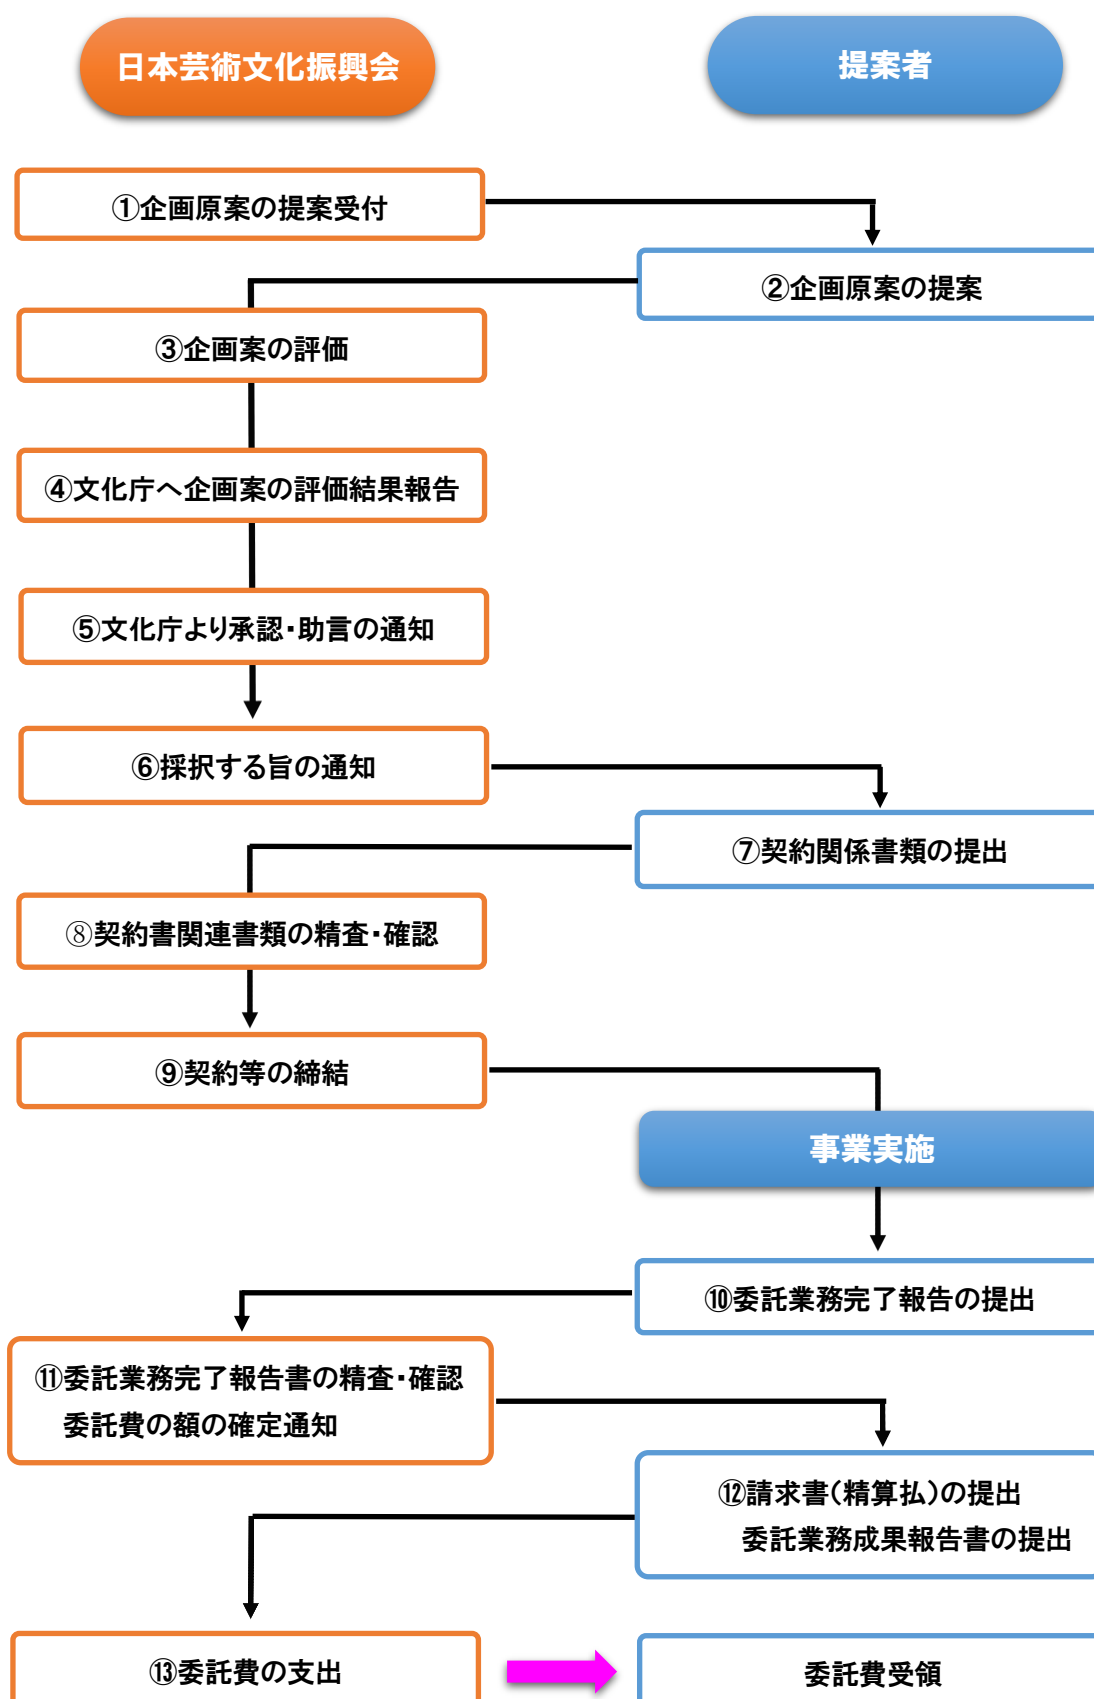 日本芸術文化振興会
提案者
①企画原案の提案受付
②企画原案の提案
③企画案の評価
④文化庁へ企画案の評価結果報告
⑤文化庁より承認・助言の通知
⑥採択する旨の通知
⑦契約関係書類の提出
⑧契約書関連書類の精査・確認
⑨契約等の締結
事業実施
⑩委託業務完了報告の提出
⑪委託業務完了報告書の精査・確認
委託費の額の確定通知
⑫請求書(精算払)の提出
委託業務成果報告書の提出
⑬委託費の支出
委託費受領